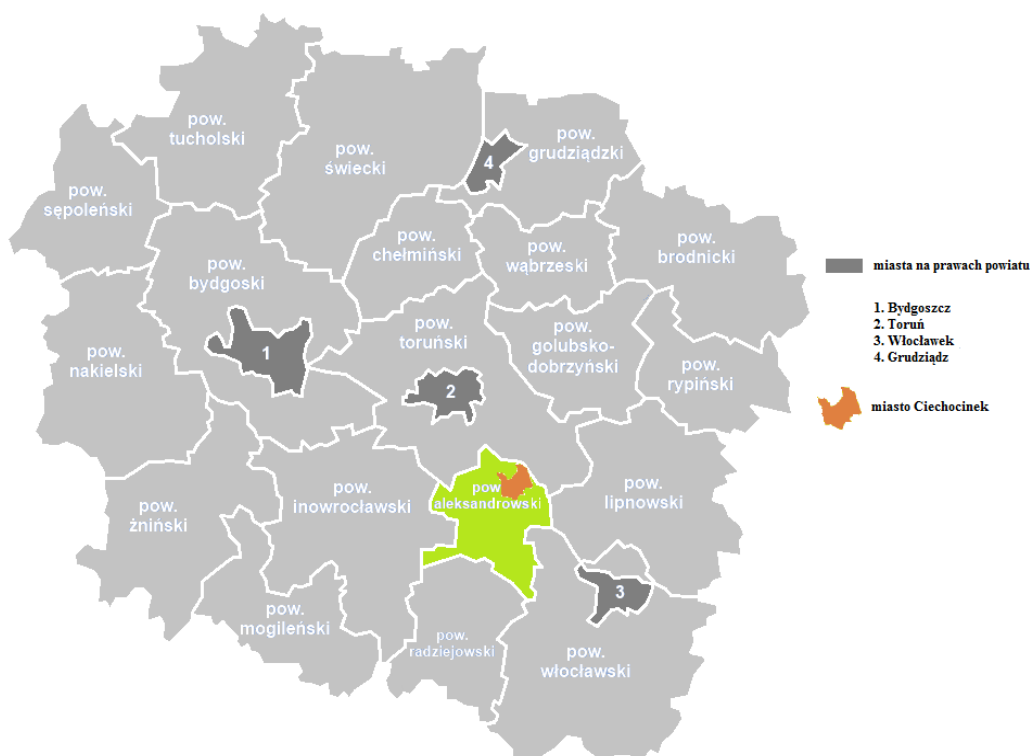 pow.
tucholski
pow.
świecki
4
pow.
grudziądzki
pow.
sępoleński
pow.
bydgoski
pow.
chełmiński
pow.
wąbrzeski
pow.
brodnicki
pow.
nakielski
1
pow.
toruński
2
pow.
golubsko-
dobrzyński
pow.
rypiński
pow.
żniński
pow.
inowrocławski
pow.
aleksandrowski
pow.
lipnowski
pow.
mogileński
pow.
radziejowski
3
pow.
włocławski
miasta na prawach powiatu
1. Bydgoszcz
2. Toruń
3. Włocławek
4. Grudziądz
miasto Ciechocinek